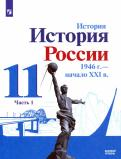 История
История
России
1946 г.—
начало XXI в.
11
Часть 1